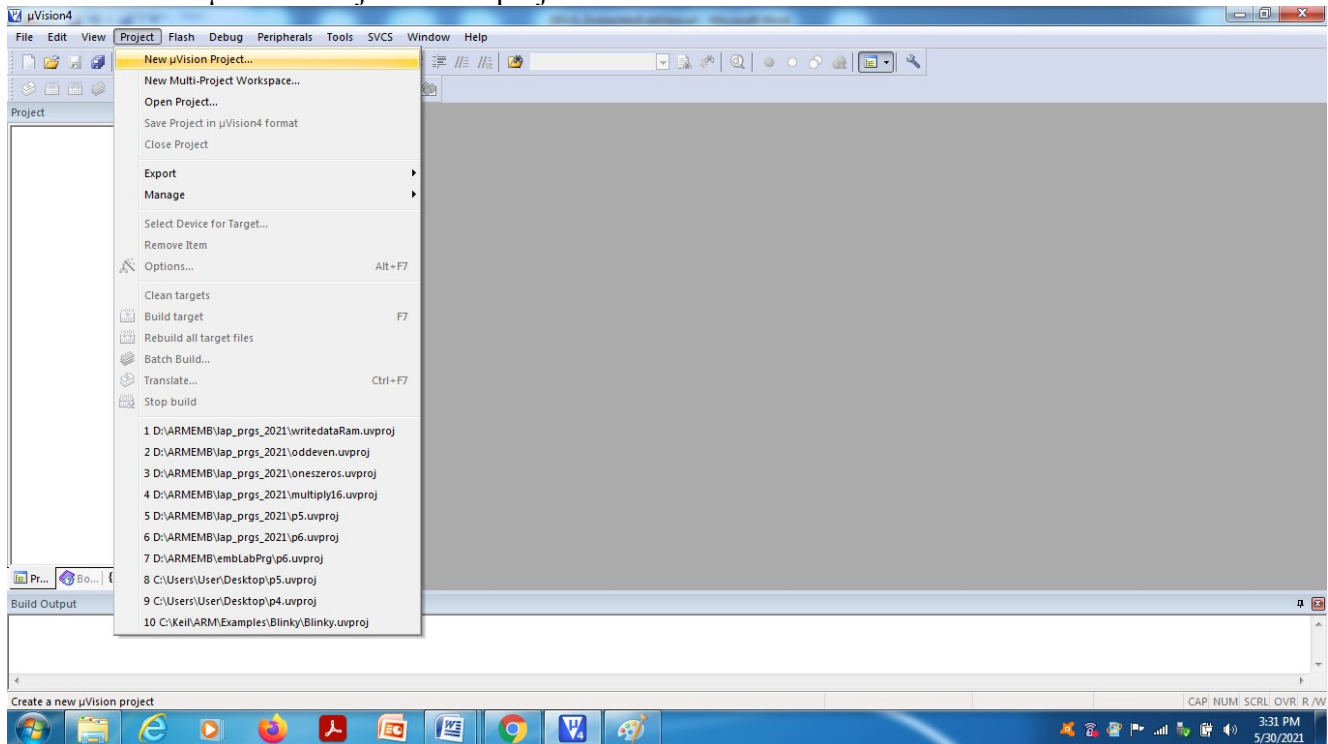 µVision4
File Edit View Project Flash Debug Peripherals Tools SVCS Window Help
New µVision Project...
New Multi-Project Workspace...
Open Project...
Save Project in µVision4 format
Close Project
Export
Manage
Select Device for Target...
Remove Item
Options... Alt+F7
Clean targets
Build target F7
Rebuild all target files
Batch Build...
Translate... Ctrl+F7
Stop build
1 D:\ARMEMB\lap_prgs_2021\writedataRam.uvproj
2 D:\ARMEMB\lap_prgs_2021\oddeven.uvproj
3 D:\ARMEMB\lap_prgs_2021\oneszeros.uvproj
4 D:\ARMEMB\lap_prgs_2021\multiply16.uvproj
5 D:\ARMEMB\lap_prgs_2021\p5.uvproj
6 D:\ARMEMB\lap_prgs_2021\p6.uvproj
7 D:\ARMEMB\embLabPrg\p6.uvproj
8 C:\Users\User\Desktop\p5.uvproj
9 C:\Users\User\Desktop\p4.uvproj
10 C:\Keil\ARM\Examples\Blinky\Blinky.uvproj
Project
Pr... Bo... {
Build Output
Create a new µVision project
CAP NUM SCRL OVR R/W
3:31 PM
5/30/2021